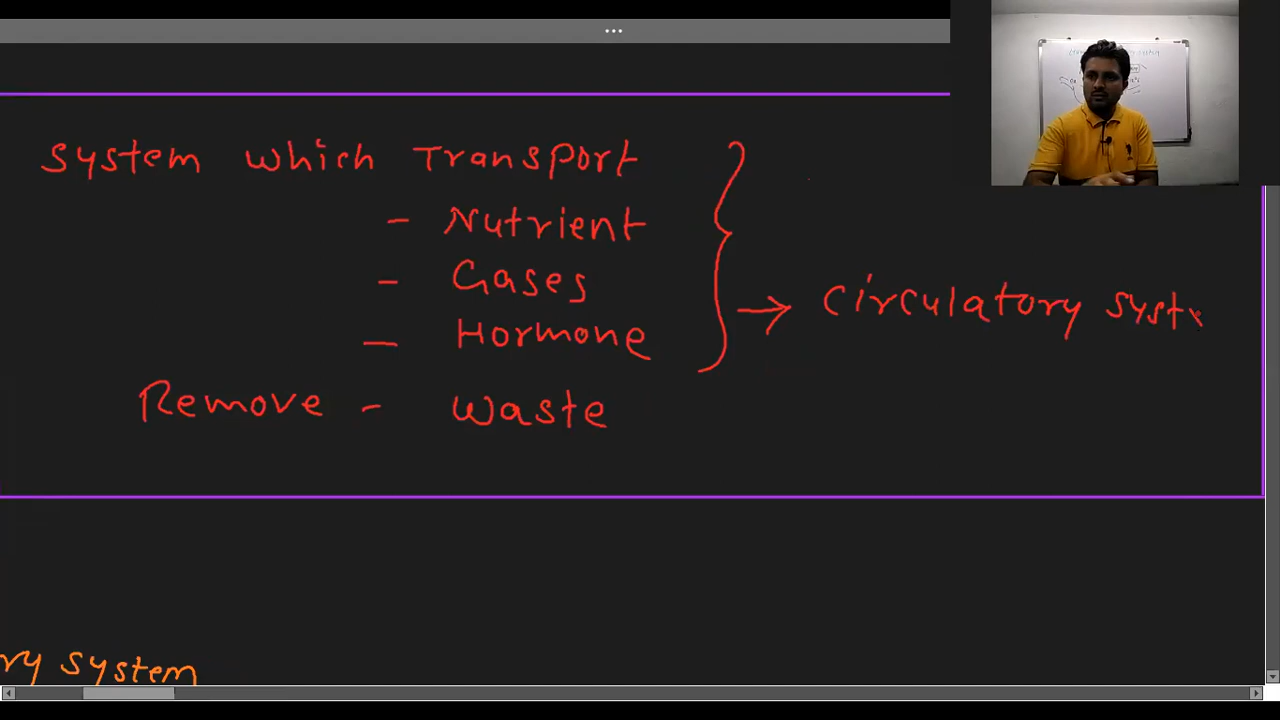 System which Transport
- Nutrient
- Gases
- Hormone
→ Circulatory syst
Remove - Waste
ry system